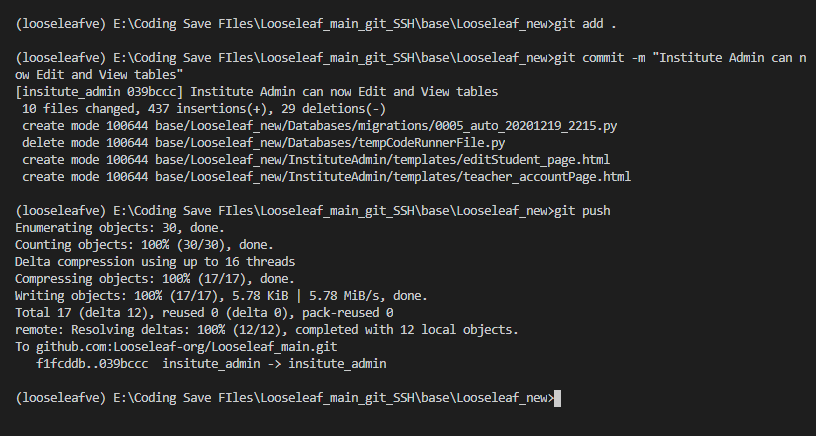 (looseleafve) E:\Coding Save FIles\Looseleaf_main_git_SSH\base\Looseleaf_new>git add .
(looseleafve) E:\Coding Save FIles\Looseleaf_main_git_SSH\base\Looseleaf_new>git commit -m "Institute Admin can n
ow Edit and View tables"
[insitute_admin 039bccc] Institute Admin can now Edit and View tables
 10 files changed, 437 insertions(+), 29 deletions(-)
 create mode 100644 base/Looseleaf_new/Databases/migrations/0005_auto_20201219_2215.py
 delete mode 100644 base/Looseleaf_new/Databases/tempCodeRunnerFile.py
 create mode 100644 base/Looseleaf_new/InstituteAdmin/templates/editStudent_page.html
 create mode 100644 base/Looseleaf_new/InstituteAdmin/templates/teacher_accountPage.html
(looseleafve) E:\Coding Save FIles\Looseleaf_main_git_SSH\base\Looseleaf_new>git push
Enumerating objects: 30, done.
Counting objects: 100% (30/30), done.
Delta compression using up to 16 threads
Compressing objects: 100% (17/17), done.
Writing objects: 100% (17/17), 5.78 KiB | 5.78 MiB/s, done.
Total 17 (delta 12), reused 0 (delta 0), pack-reused 0
remote: Resolving deltas: 100% (12/12), completed with 12 local objects.
To github.com:Looseleaf-org/Looseleaf_main.git
   f1fcddb..039bccc  insitute_admin -> insitute_admin
(looseleafve) E:\Coding Save FIles\Looseleaf_main_git_SSH\base\Looseleaf_new>